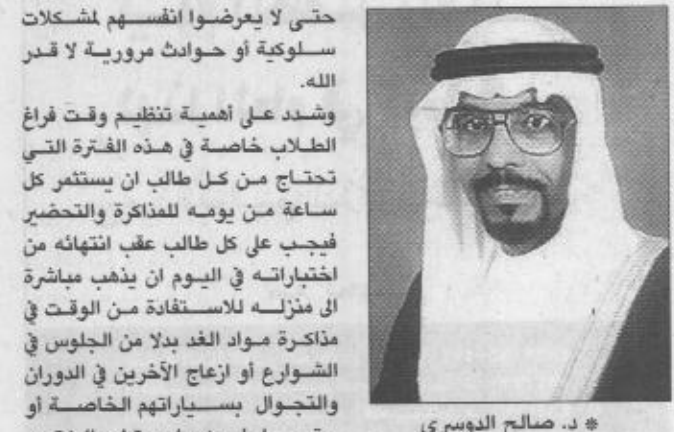 حتى لا يعرضوا انفسهم لمشكلات
سلوكية أو حوادث مرورية لا قدر
الله.
وشدد على أهمية تنظيم وقت فراغ
الطلاب خاصة في هذه الفترة التي
تحتاج من كل طالب ان يستثمر كل
ساعة من يومه للمذاكرة والتحضير
فيجب على كل طالب عقب انتهائه من
اختباراته في اليوم ان يذهب مباشرة
الى منزله للاستفادة من الوقت في
مذاكرة مواد الغد بدلا من الجلوس في
الشوارع أو ازعاج الآخرين في الدوران
والتجوال بسياراتهم الخاصة أو
* د. صالح الدوسري